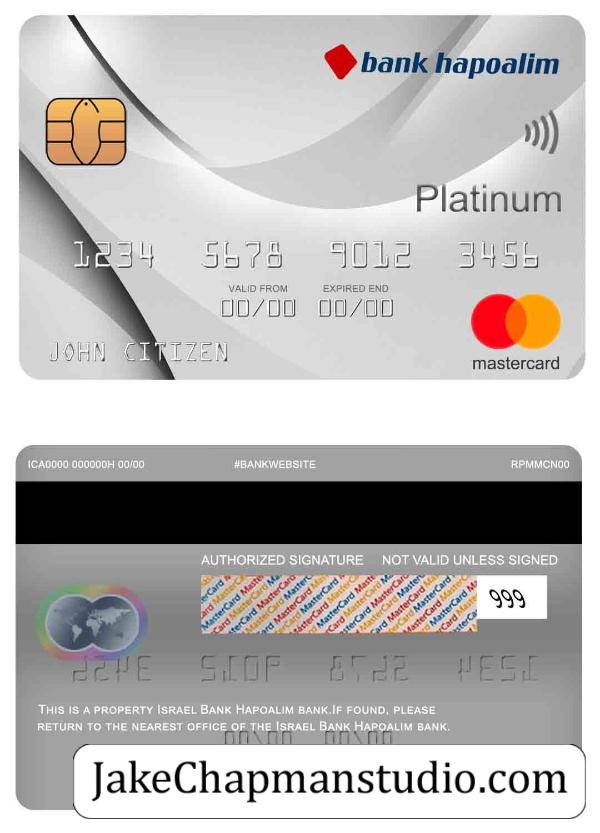 bank hapoalim
Platinum
1234 5678 9012 3456
VALID FROM EXPIRED END
00/00 00/00
JOHN CITIZEN
mastercard
ICA0000 000000H 00/00 #BANKWEBSITE RPMMCN00
AUTHORIZED SIGNATURE NOT VALID UNLESS SIGNED
MasterCard MasterCard MasterCard
999
THIS IS A PROPERTY ISRAEL BANK HAPOALIM BANK.IF FOUND, PLEASE
RETURN TO THE NEAREST OFFICE OF THE ISRAEL BANK HAPOALIM BANK.
JakeChapmanstudio.com